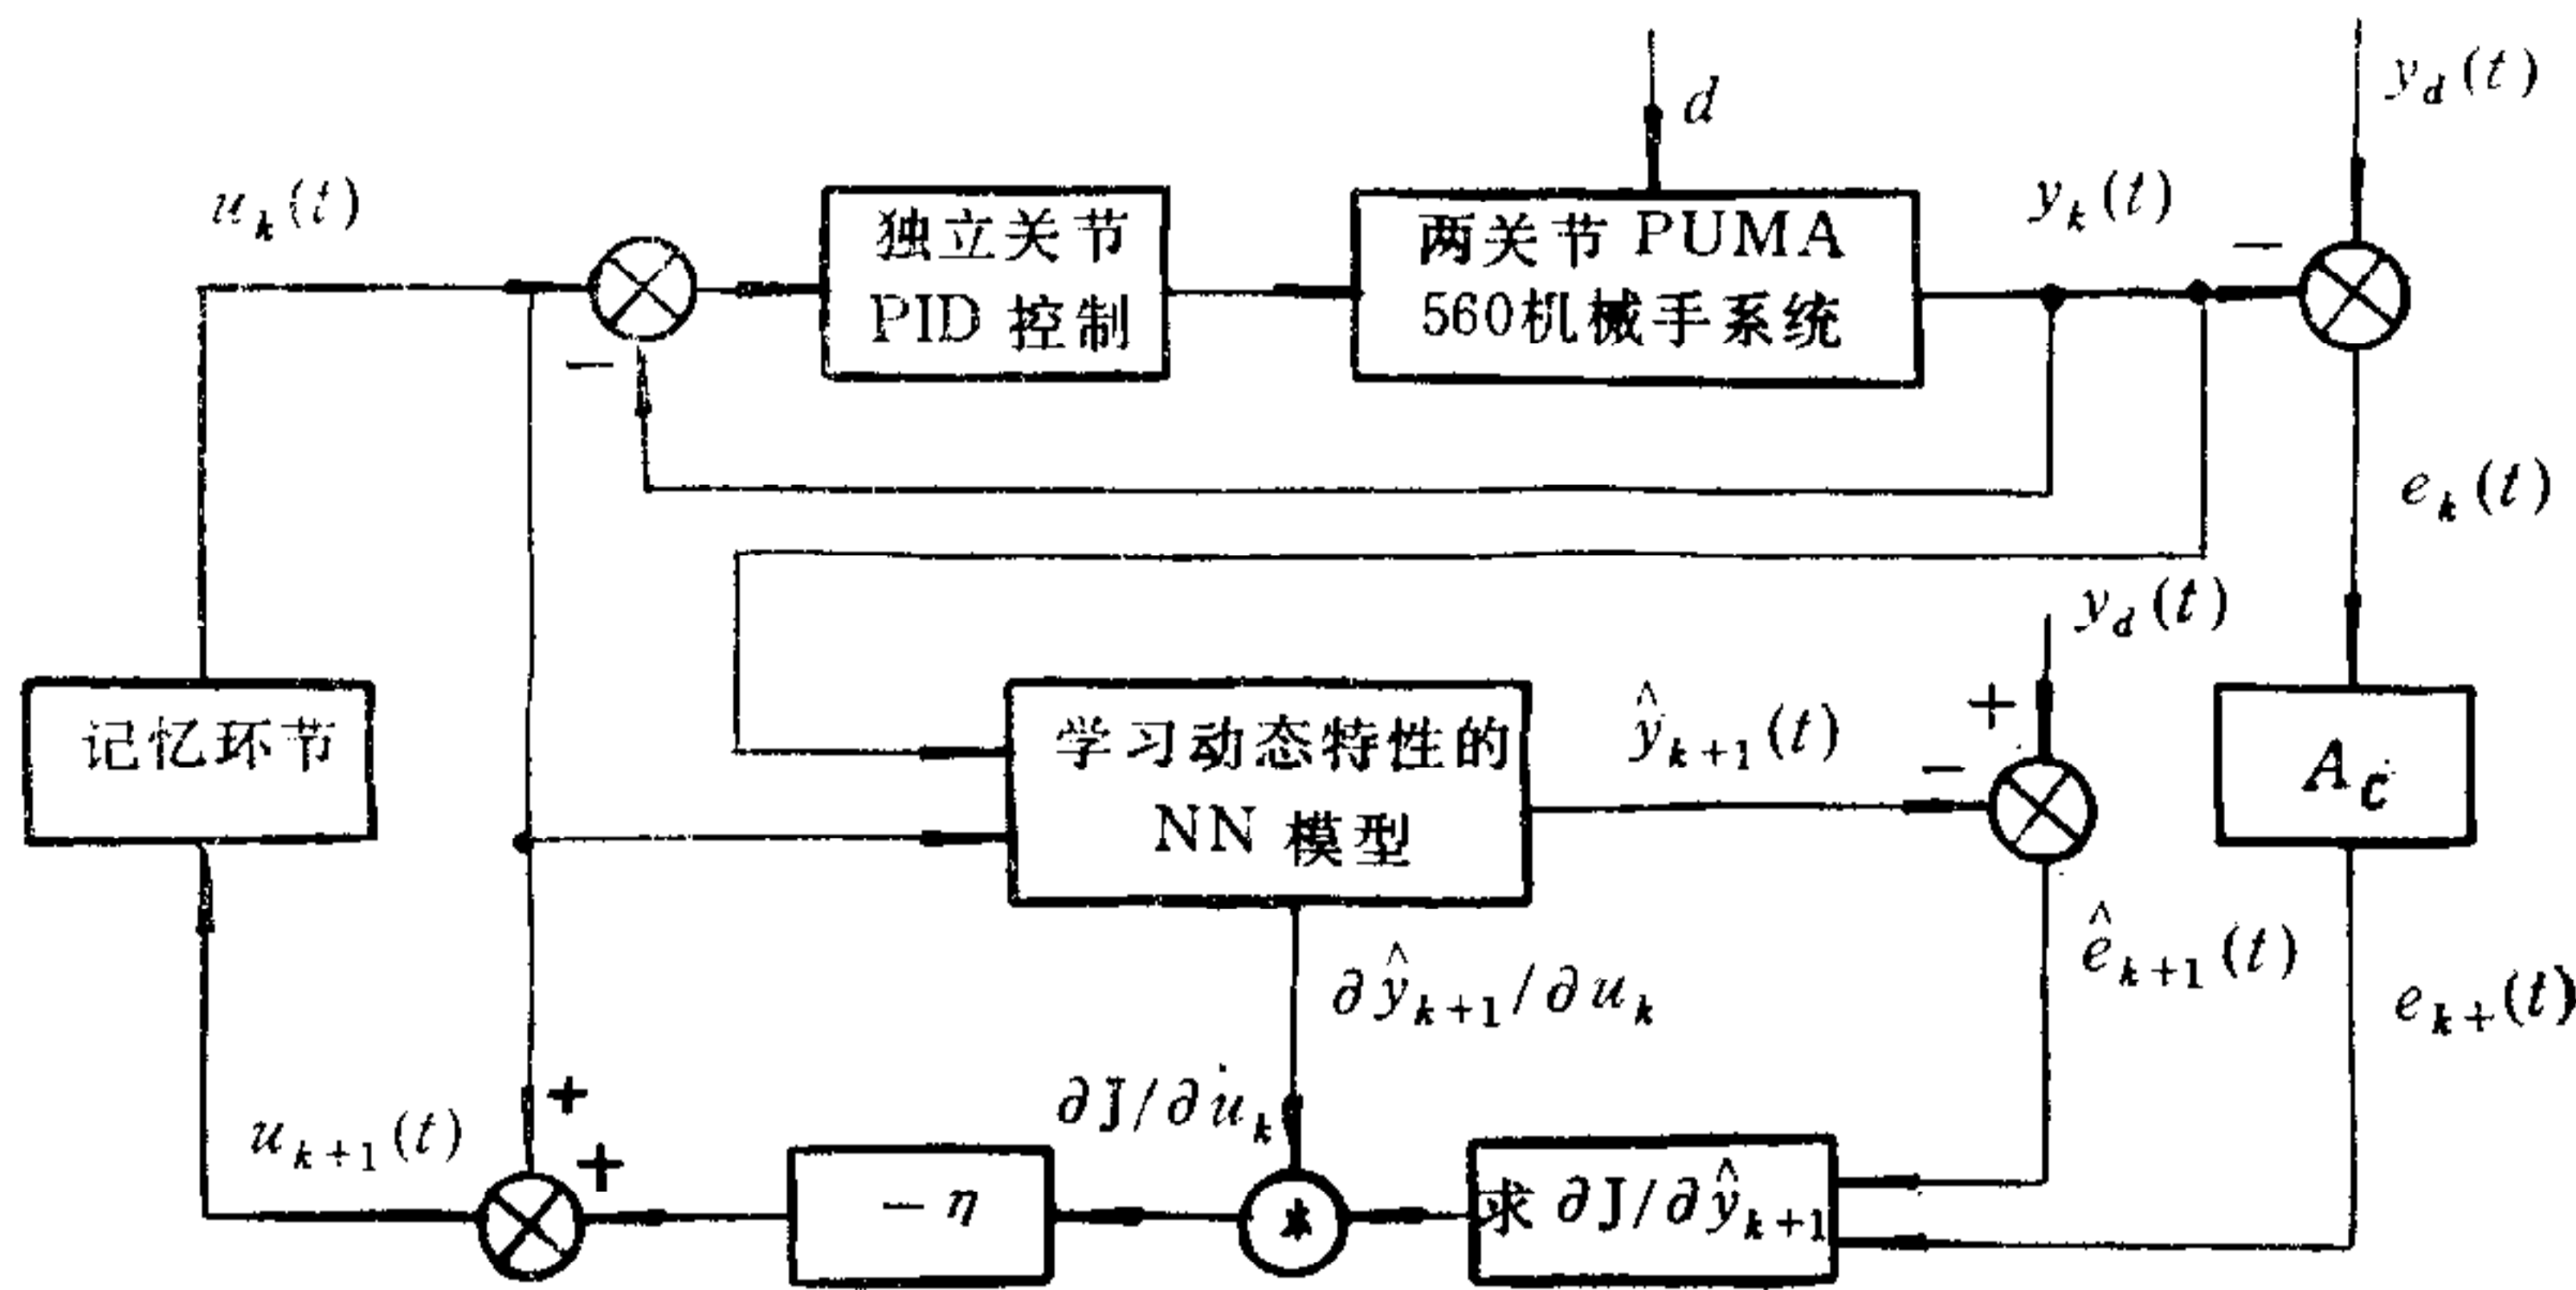 d
y_d(t)
u_k(t)
独立关节
PID 控制
两关节 PUMA
560机械手系统
y_k(t)
−
−
e_k(t)
y_d(t)
记忆环节
学习动态特性的
NN 模型
ŷ_{k+1}(t)
+
−
A_C
ê_{k+1}(t)
∂ŷ_{k+1}/∂u_k
e_{k+}(t)
∂J/∂u_k
+
+
u_{k+1}(t)
− η
*
求 ∂J/∂ŷ_{k+1}